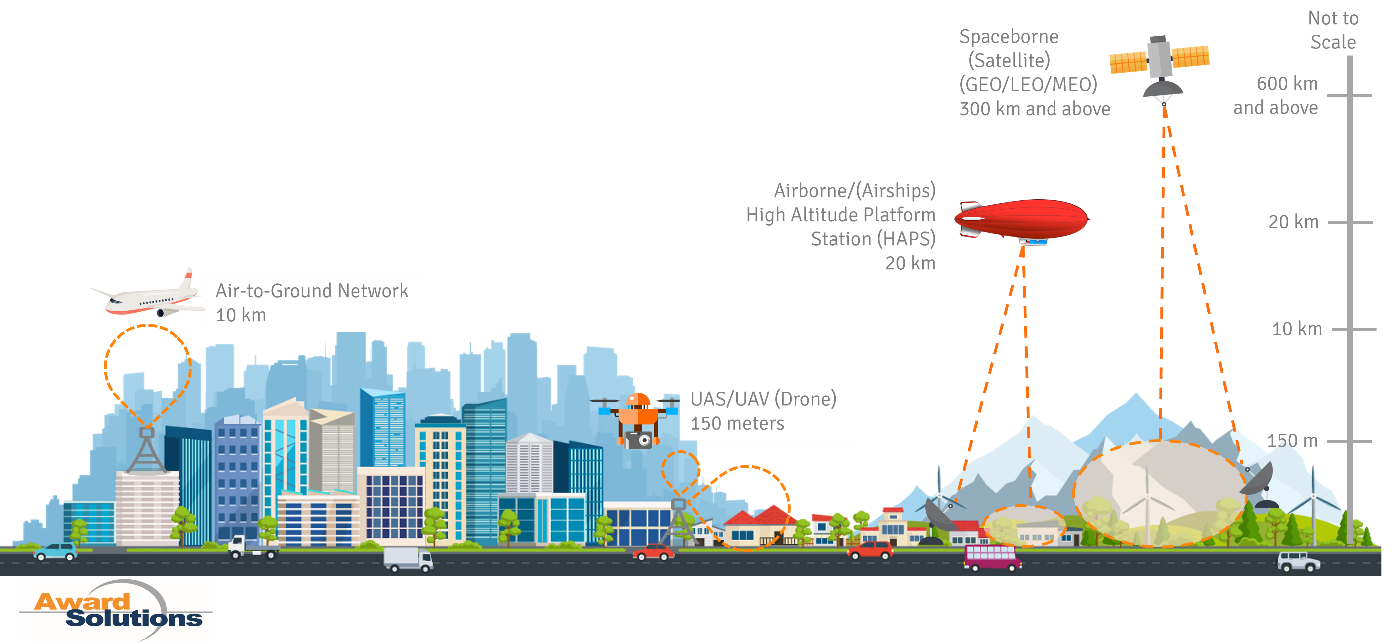 Not to
Scale
Spaceborne
(Satellite)
(GEO/LEO/MEO)
300 km and above
600 km
and above
Airborne/(Airships)
High Altitude Platform
Station (HAPS)
20 km
20 km
Air-to-Ground Network
10 km
10 km
UAS/UAV (Drone)
150 meters
150 m
Award
Solutions